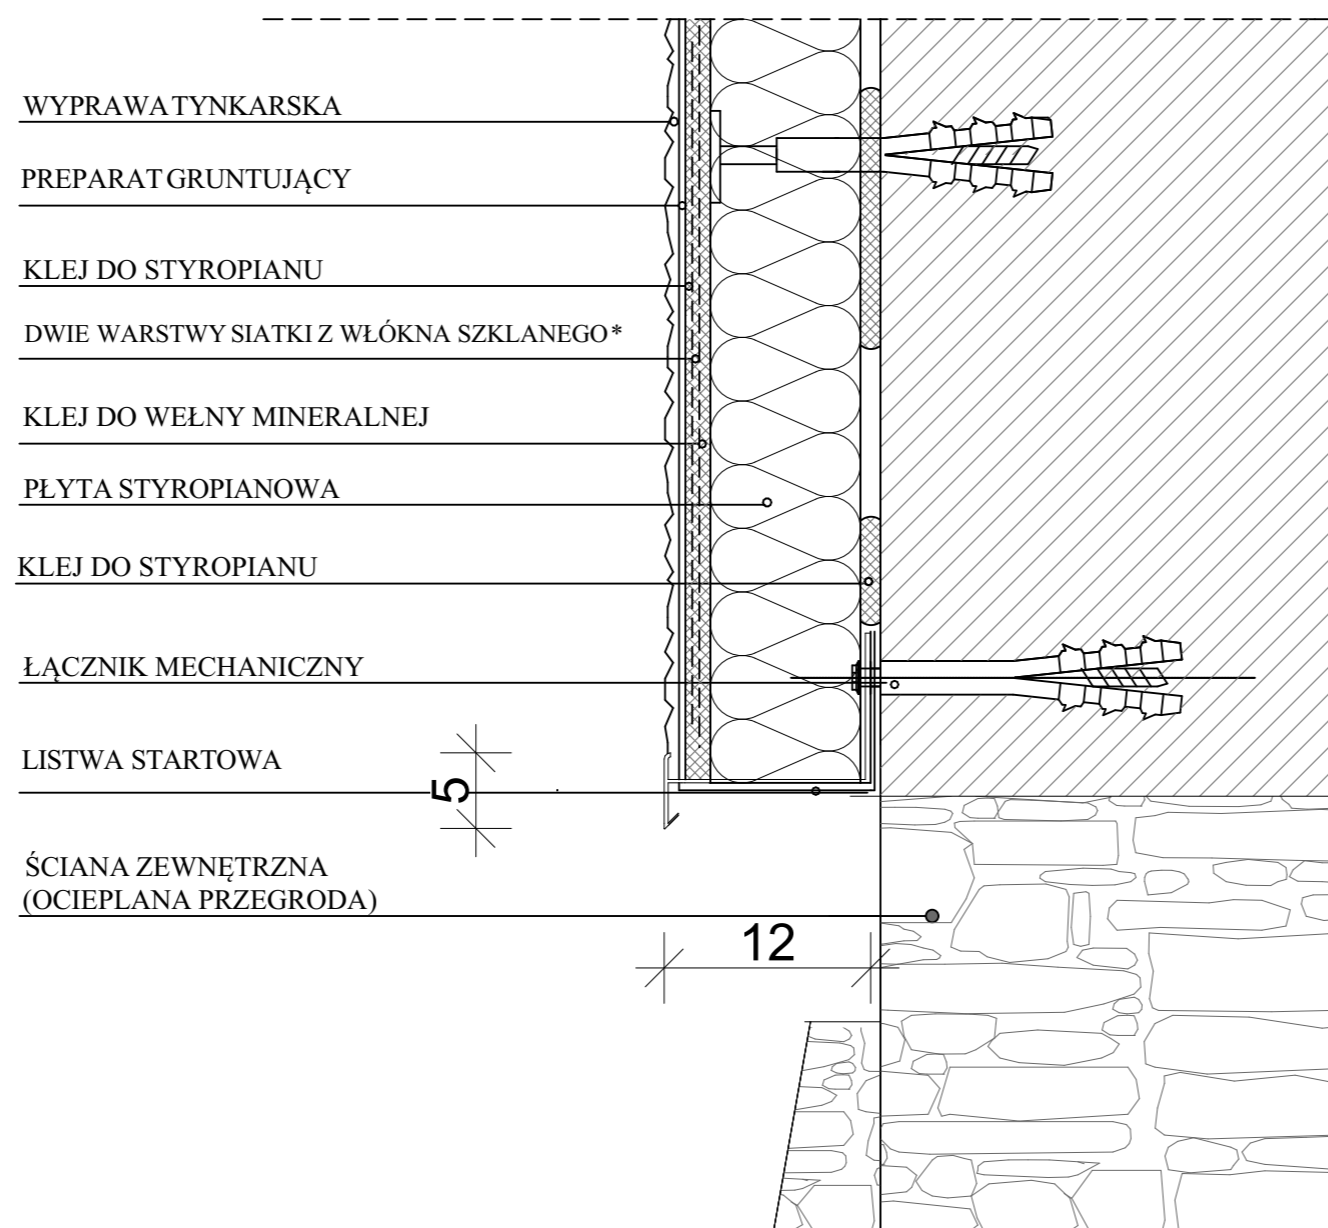 WYPRAWA TYNKARSKA
PREPARAT GRUNTUJĄCY
KLEJ DO STYROPIANU
DWIE WARSTWY SIATKI Z WŁÓKNA SZKLANEGO*
KLEJ DO WEŁNY MINERALNEJ
PŁYTA STYROPIANOWA
KLEJ DO STYROPIANU
ŁĄCZNIK MECHANICZNY
LISTWA STARTOWA
5
ŚCIANA ZEWNĘTRZNA
(OCIEPLANA PRZEGRODA)
12